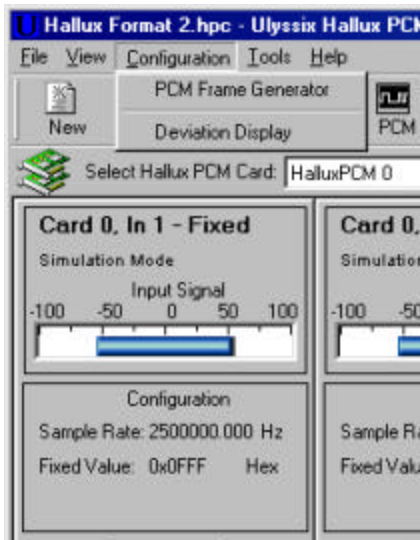 Hallux Format 2.hpc - Ulyssix Hallux PCM
File View Configuration Tools Help
PCM Frame Generator
New
Deviation Display
PCM
Select Hallux PCM Card: HalluxPCM 0
Card 0, In 1 - Fixed
Simulation Mode
Input Signal
-100 -50 0 50 100
Configuration
Sample Rate: 2500000.000 Hz
Fixed Value: 0x0FFF Hex
Card 0,
Simulation
-100 -50
Sample Ra
Fixed Valu